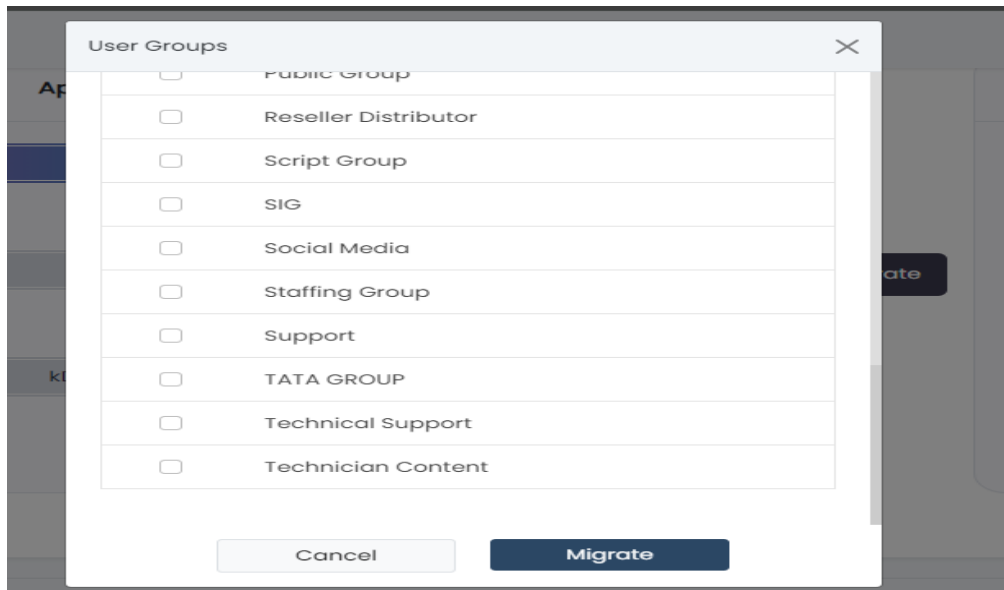 User Groups
Ap
Public Group
Reseller Distributor
Script Group
SIG
Social Media
ate
Staffing Group
Support
TATA GROUP
Technical Support
Technician Content
Cancel
Migrate